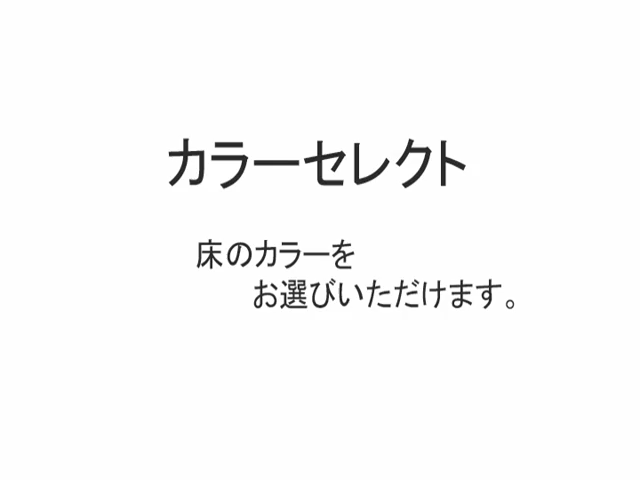 カラーセレクト
床のカラーを
お選びいただけます。